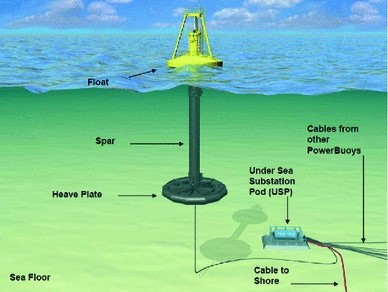 Float
Spar
Cables from
other
PowerBuoys
Under Sea
Substation
Pod (USP)
Heave Plate
Sea Floor
Cable to
Shore